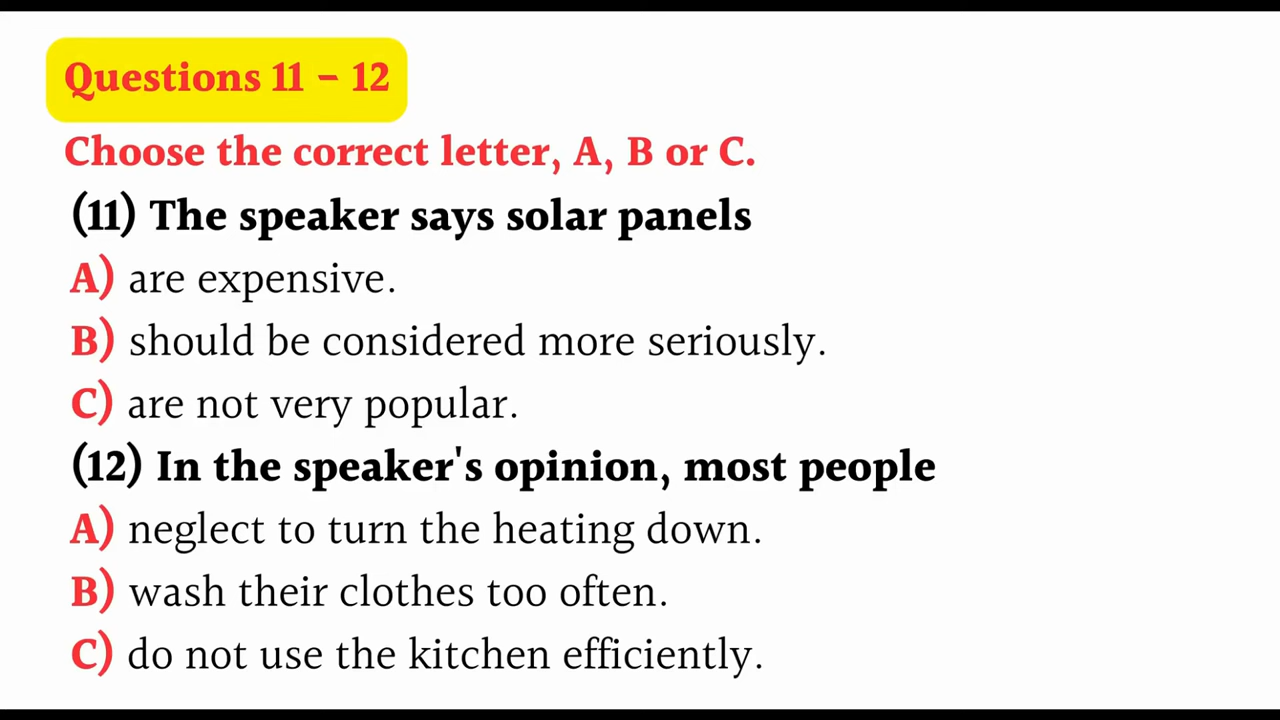 Questions 11 – 12
Choose the correct letter, A, B or C.
(11) The speaker says solar panels
A) are expensive.
B) should be considered more seriously.
C) are not very popular.
(12) In the speaker's opinion, most people
A) neglect to turn the heating down.
B) wash their clothes too often.
C) do not use the kitchen efficiently.